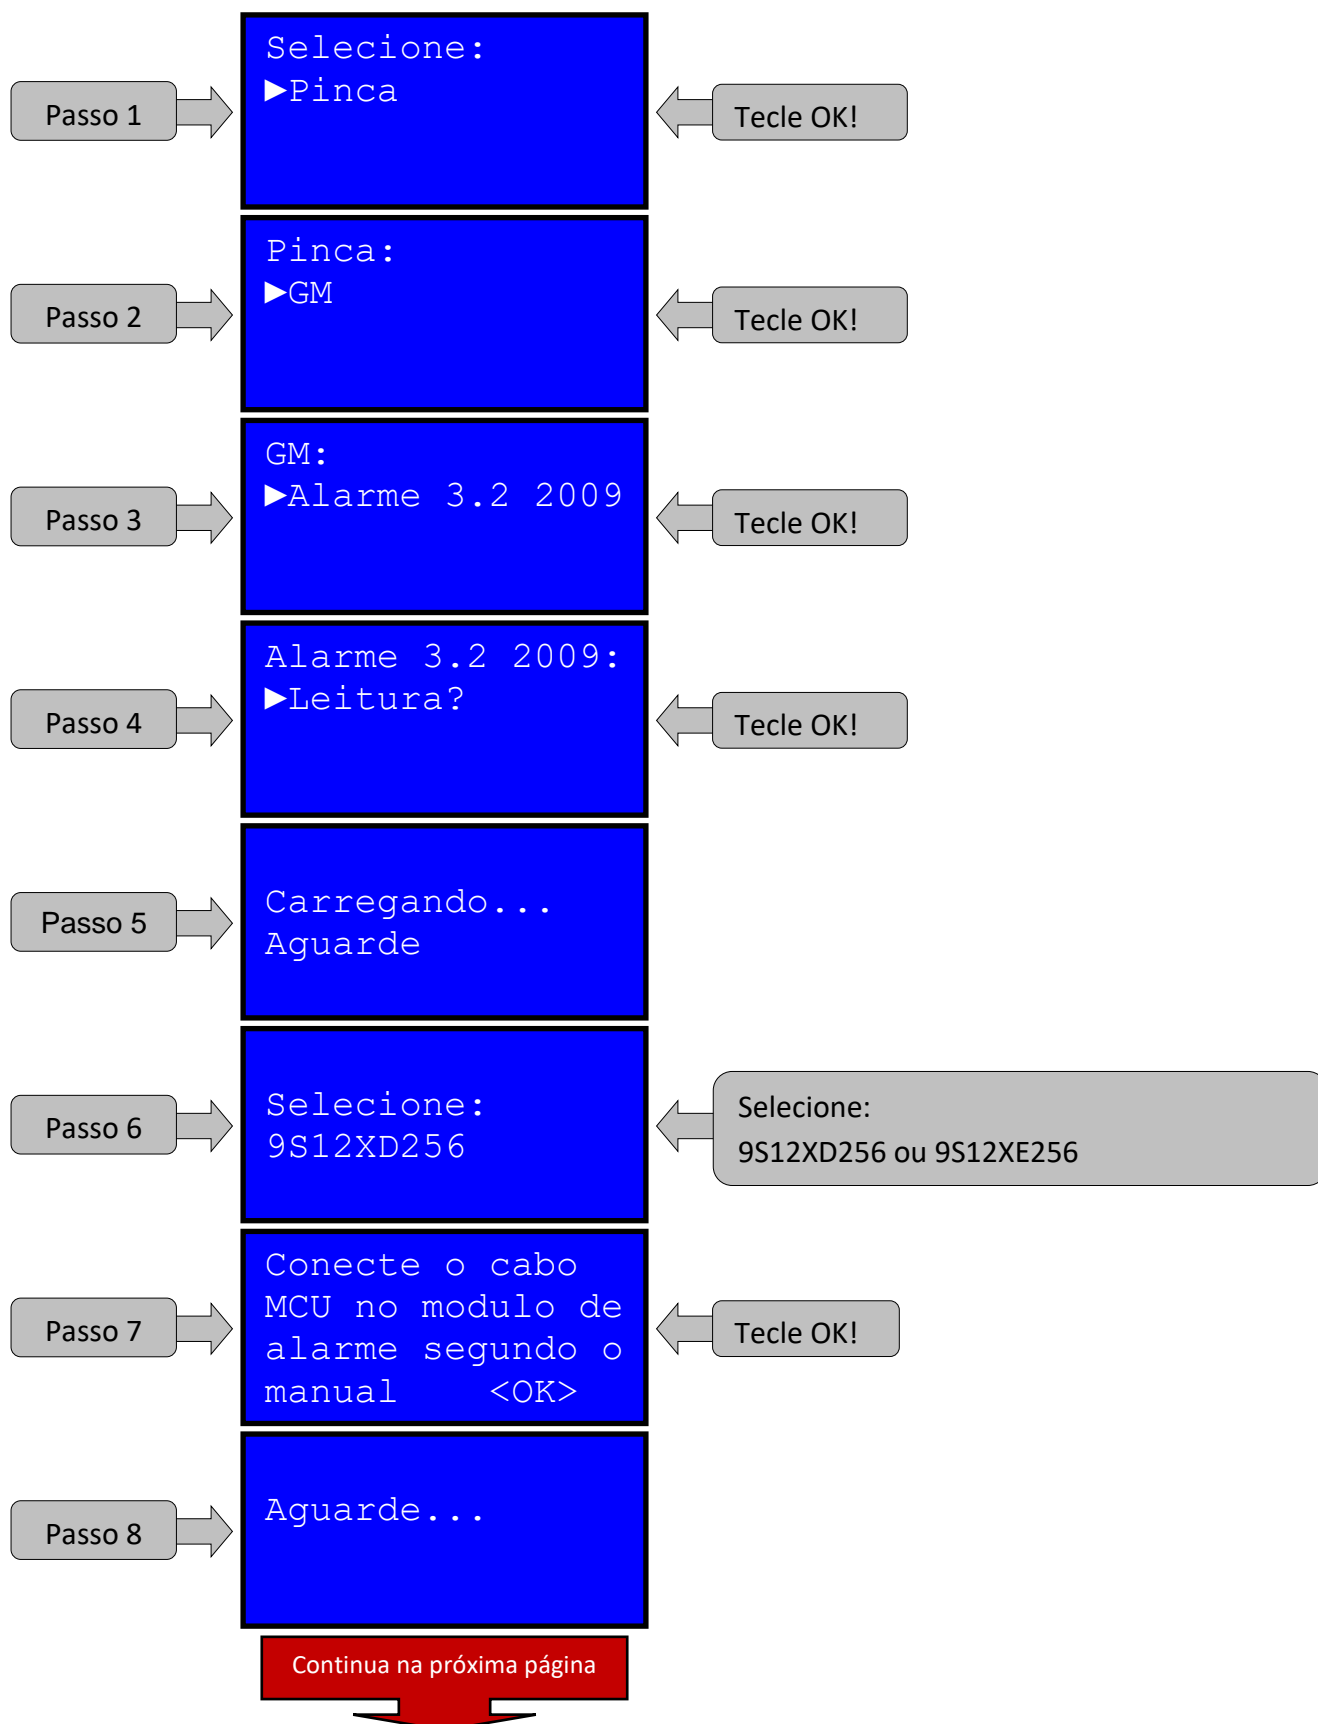 Passo 1
Selecione:
►Pinca
Tecle OK!
Passo 2
Pinca:
►GM
Tecle OK!
Passo 3
GM:
►Alarme 3.2 2009
Tecle OK!
Passo 4
Alarme 3.2 2009:
►Leitura?
Tecle OK!
Passo 5
Carregando...
Aguarde
Passo 6
Selecione:
9S12XD256
Selecione:
9S12XD256 ou 9S12XE256
Passo 7
Conecte o cabo
MCU no modulo de
alarme segundo o
manual <OK>
Tecle OK!
Passo 8
Aguarde...
Continua na próxima página